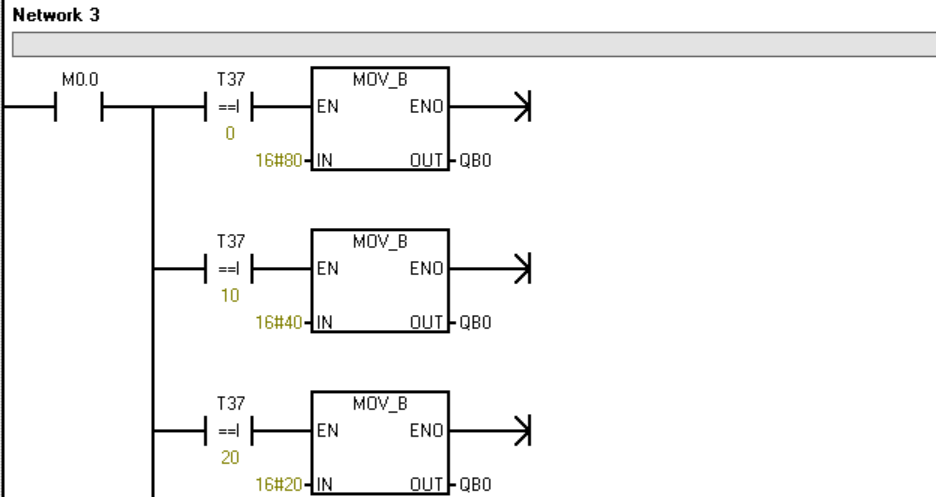 Network 3
M0.0
T37
MOV_B
==I
EN
ENO
0
16#80
IN
OUT
QB0
T37
MOV_B
==I
EN
ENO
10
16#40
IN
OUT
QB0
T37
MOV_B
==I
EN
ENO
20
16#20
IN
OUT
QB0